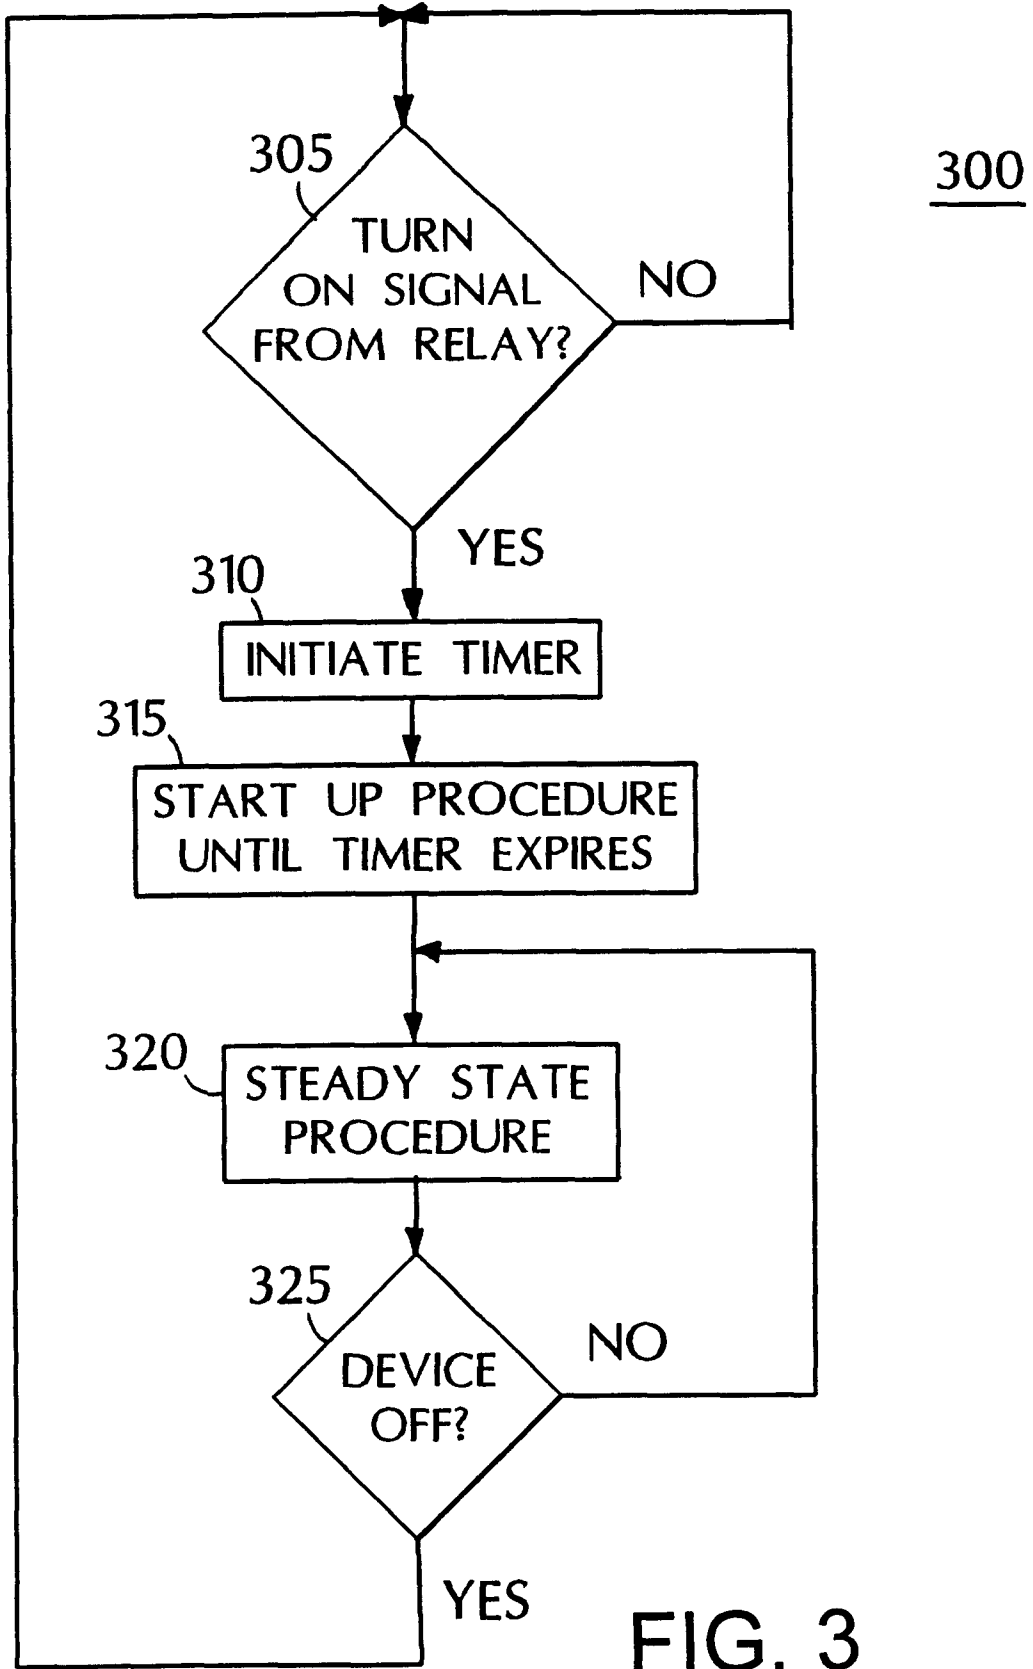 300
305
TURN
ON SIGNAL
FROM RELAY?
NO
YES
310
INITIATE TIMER
315
START UP PROCEDURE
UNTIL TIMER EXPIRES
320
STEADY STATE
PROCEDURE
325
DEVICE
OFF?
NO
YES
FIG. 3